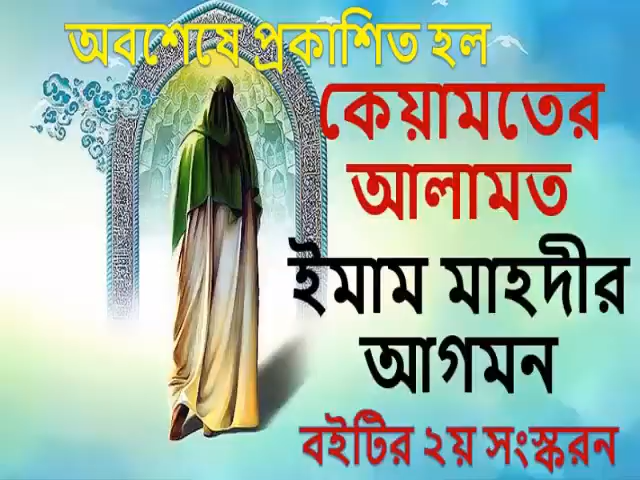 অবশেষে প্রকাশিত হল
কেয়ামতের
আলামত
ইমাম মাহদীর
আগমন
বইটির ২য় সংস্করন